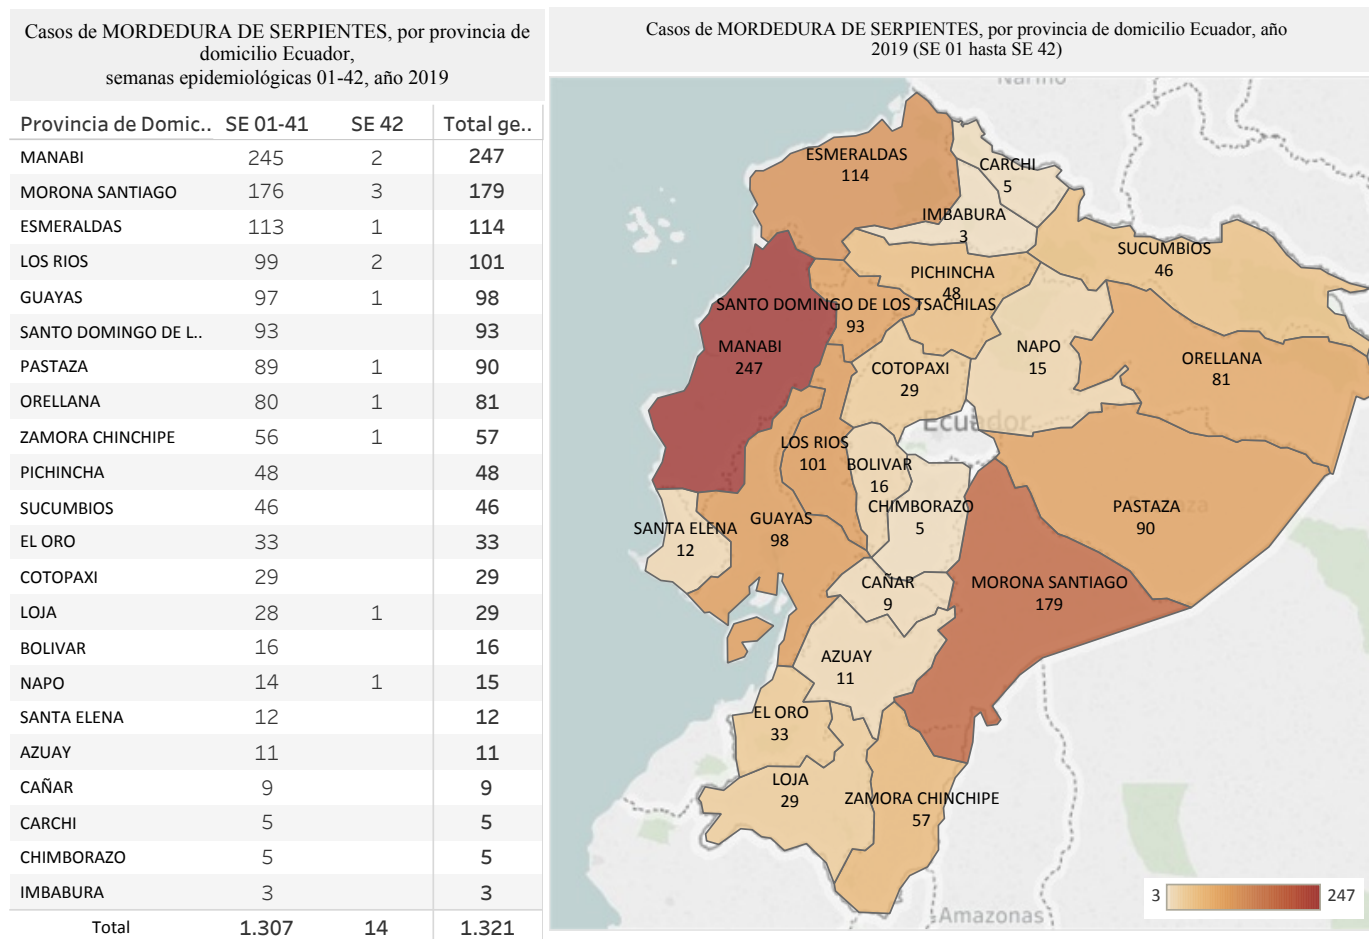 Casos de MORDEDURA DE SERPIENTES, por provincia de
domicilio Ecuador,
semanas epidemiológicas 01-42, año 2019
Provincia de Domic.. SE 01-41 SE 42 Total ge..
MANABI 245 2 247
MORONA SANTIAGO 176 3 179
ESMERALDAS 113 1 114
LOS RIOS 99 2 101
GUAYAS 97 1 98
SANTO DOMINGO DE L.. 93 93
PASTAZA 89 1 90
ORELLANA 80 1 81
ZAMORA CHINCHIPE 56 1 57
PICHINCHA 48 48
SUCUMBIOS 46 46
EL ORO 33 33
COTOPAXI 29 29
LOJA 28 1 29
BOLIVAR 16 16
NAPO 14 1 15
SANTA ELENA 12 12
AZUAY 11 11
CAÑAR 9 9
CARCHI 5 5
CHIMBORAZO 5 5
IMBABURA 3 3
Total 1.307 14 1.321
Casos de MORDEDURA DE SERPIENTES, por provincia de domicilio Ecuador, año
2019 (SE 01 hasta SE 42)
Nariño
ESMERALDAS
114
CARCHI
5
IMBABURA
3
SUCUMBIOS
46
PICHINCHA
48
SANTO DOMINGO DE LOS TSACHILAS
93
MANABI
247
NAPO
15
ORELLANA
81
COTOPAXI
29
Ecuador
LOS RIOS
101
BOLIVAR
16
CHIMBORAZO
5
PASTAZA
90
SANTA ELENA
12
GUAYAS
98
CAÑAR
9
MORONA SANTIAGO
179
AZUAY
11
EL ORO
33
LOJA
29
ZAMORA CHINCHIPE
57
3 247
Amazonas